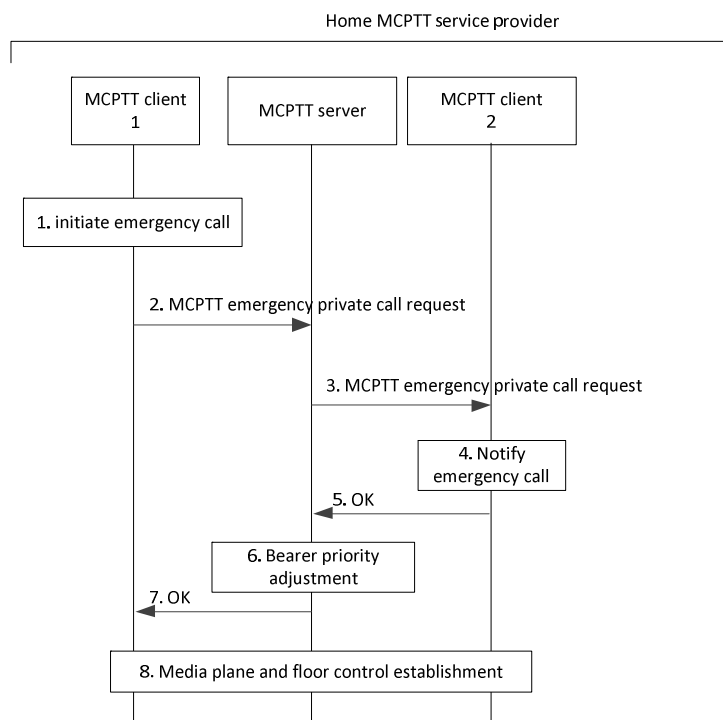 Home MCPTT service provider
MCPTT client
1
MCPTT server
MCPTT client
2
1. initiate emergency call
2. MCPTT emergency private call request
3. MCPTT emergency private call request
4. Notify
emergency call
5. OK
6. Bearer priority
adjustment
7. OK
8. Media plane and floor control establishment